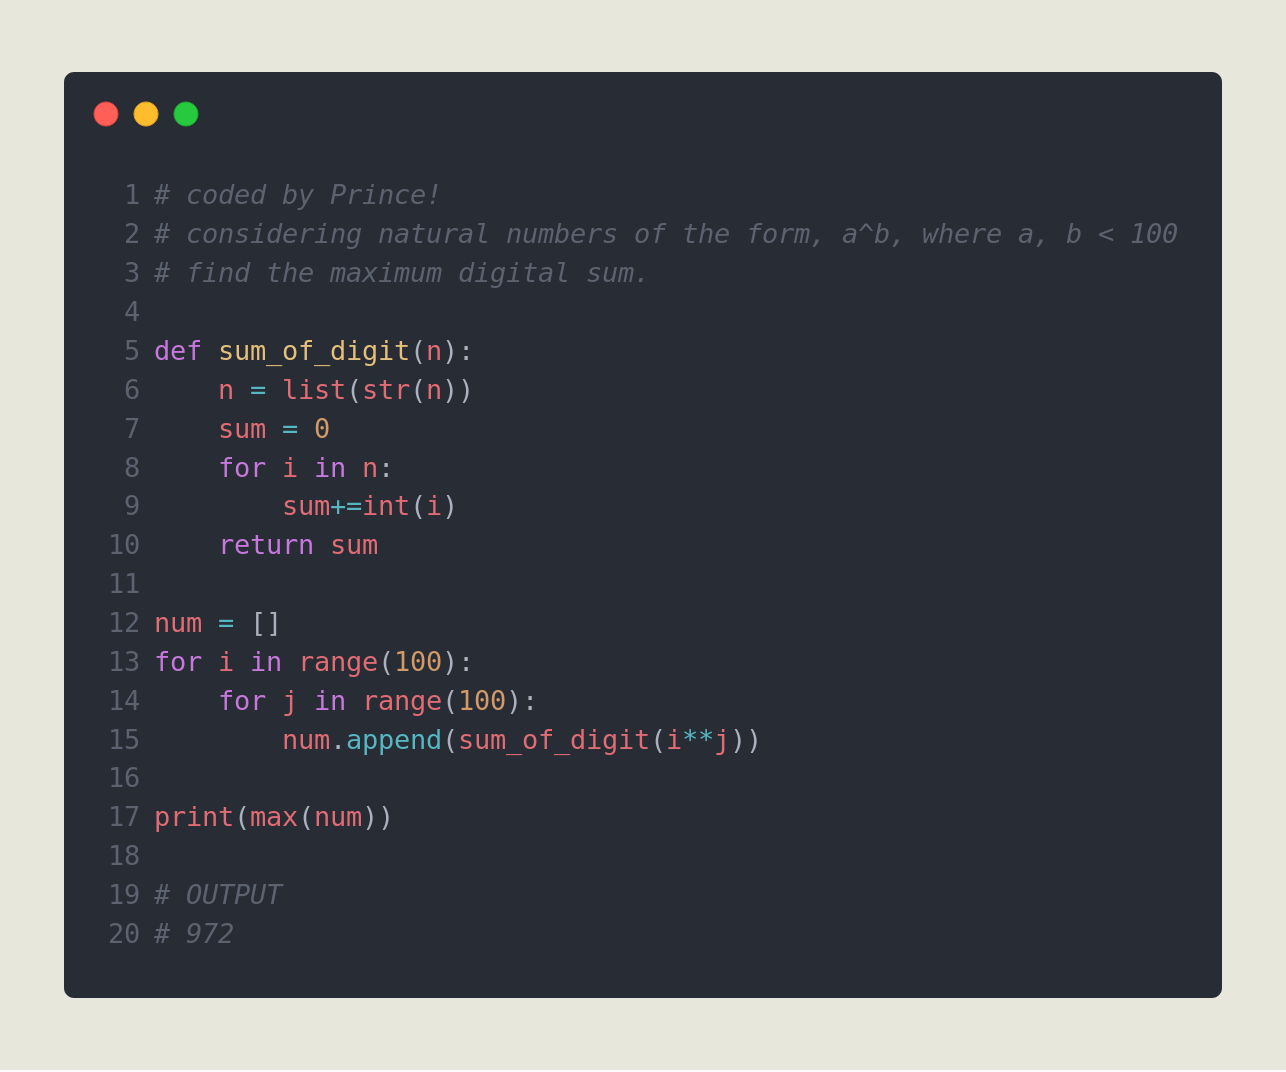 1 # coded by Prince!
2 # considering natural numbers of the form, a^b, where a, b < 100
3 # find the maximum digital sum.
4
5 def sum_of_digit(n):
6     n = list(str(n))
7     sum = 0
8     for i in n:
9         sum+=int(i)
10     return sum
11
12 num = []
13 for i in range(100):
14     for j in range(100):
15         num.append(sum_of_digit(i**j))
16
17 print(max(num))
18
19 # OUTPUT
20 # 972